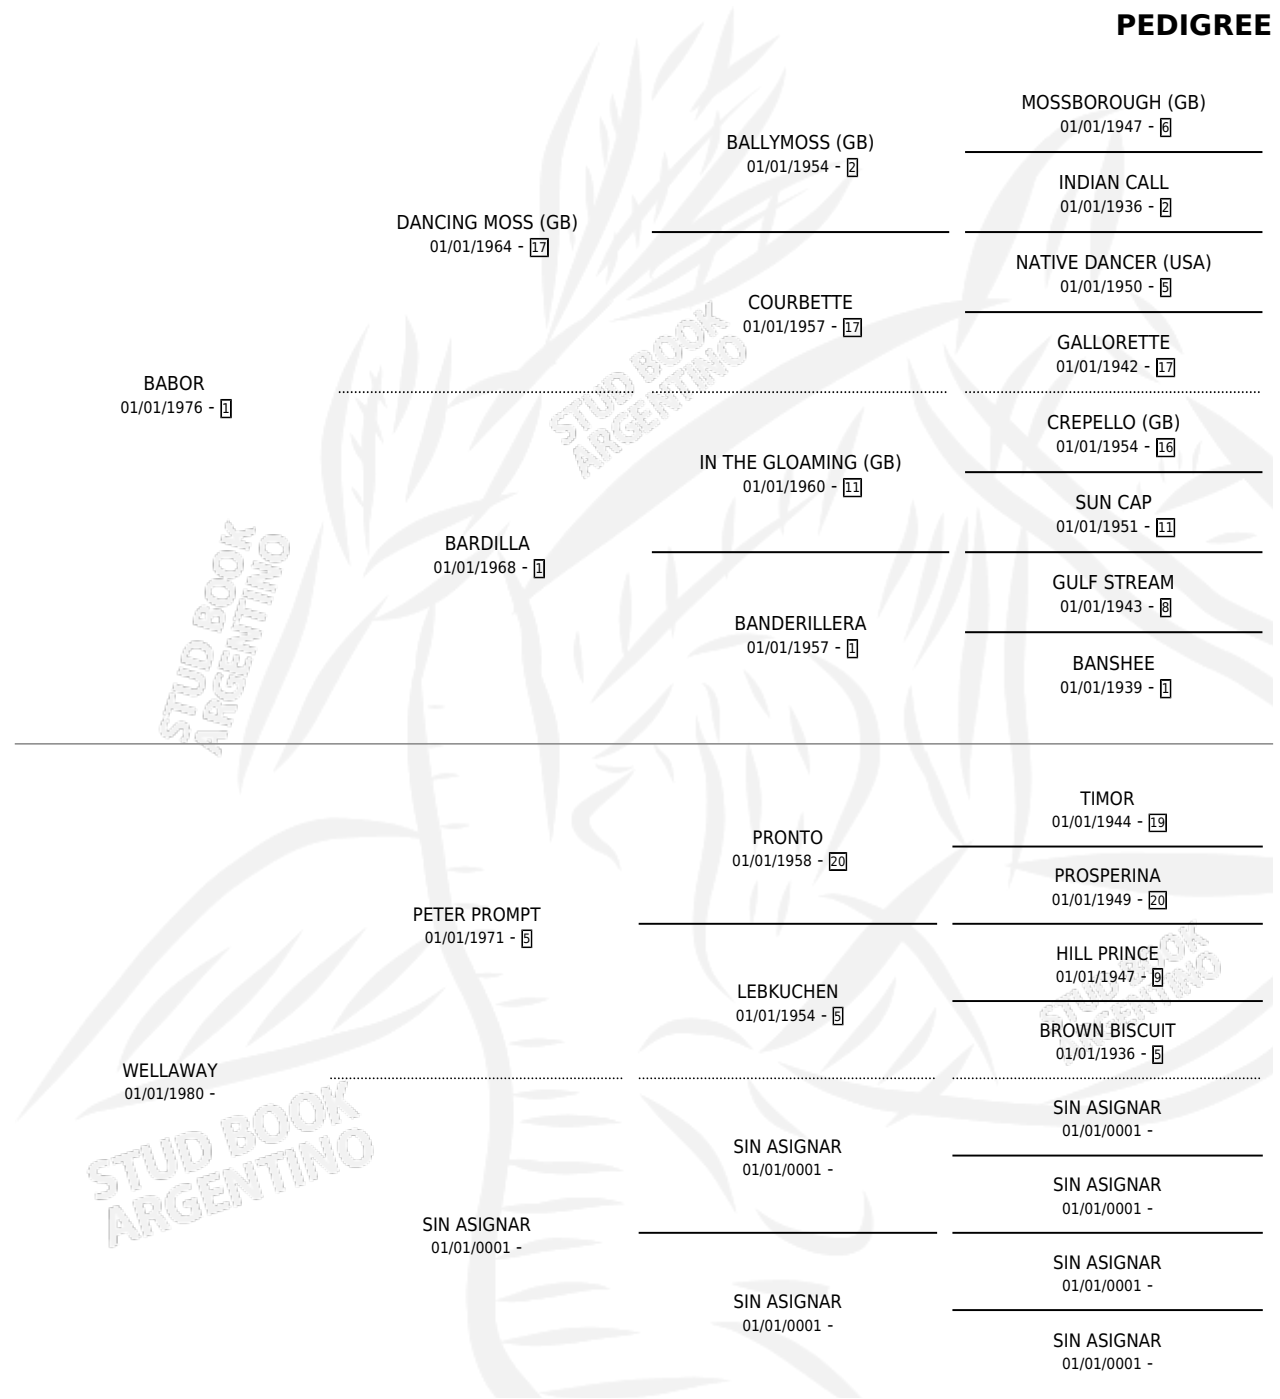 PEDIGREE
MOSSBOROUGH (GB)
01/01/1947 - 6
BALLYMOSS (GB)
01/01/1954 - 2
INDIAN CALL
01/01/1936 - 2
DANCING MOSS (GB)
01/01/1964 - 17
NATIVE DANCER (USA)
01/01/1950 - 5
COURBETTE
01/01/1957 - 17
GALLORETTE
01/01/1942 - 17
BABOR
01/01/1976 - 1
CREPELLO (GB)
01/01/1954 - 16
IN THE GLOAMING (GB)
01/01/1960 - 11
SUN CAP
01/01/1951 - 11
BARDILLA
01/01/1968 - 1
GULF STREAM
01/01/1943 - 8
BANDERILLERA
01/01/1957 - 1
BANSHEE
01/01/1939 - 1
TIMOR
01/01/1944 - 19
PRONTO
01/01/1958 - 20
PROSPERINA
01/01/1949 - 20
PETER PROMPT
01/01/1971 - 5
HILL PRINCE
01/01/1947 - 9
LEBKUCHEN
01/01/1954 - 5
BROWN BISCUIT
01/01/1936 - 5
WELLAWAY
01/01/1980 -
SIN ASIGNAR
01/01/0001 -
SIN ASIGNAR
01/01/0001 -
SIN ASIGNAR
01/01/0001 -
SIN ASIGNAR
01/01/0001 -
SIN ASIGNAR
01/01/0001 -
SIN ASIGNAR
01/01/0001 -
SIN ASIGNAR
01/01/0001 -
STUD BOOK
ARGENTINO
STUD BOOK
ARGENTINO
STUD BOOK
ARGENTINO
STUD BOOK
ARGENTINO